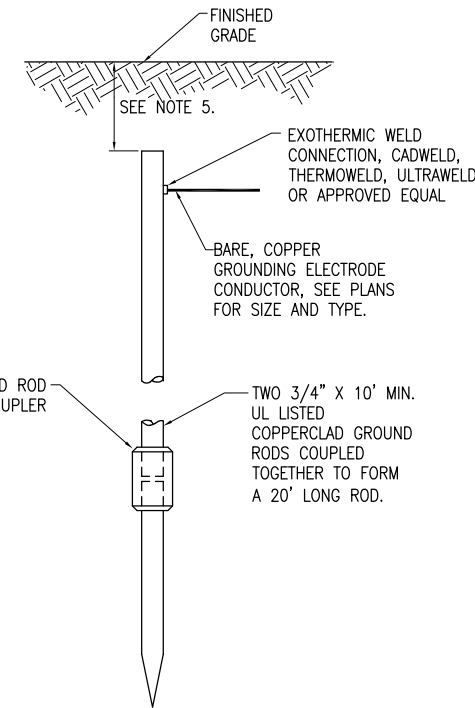 FINISHED
GRADE
SEE NOTE 5.
EXOTHERMIC WELD
CONNECTION, CADWELD,
THERMOWELD, ULTRAWELD
OR APPROVED EQUAL
BARE, COPPER
GROUNDING ELECTRODE
CONDUCTOR, SEE PLANS
FOR SIZE AND TYPE.
ROD
TWO 3/4" X 10' MIN.
UL LISTED
COPPERCLAD GROUND
RODS COUPLED
TOGETHER TO FORM
A 20' LONG ROD.